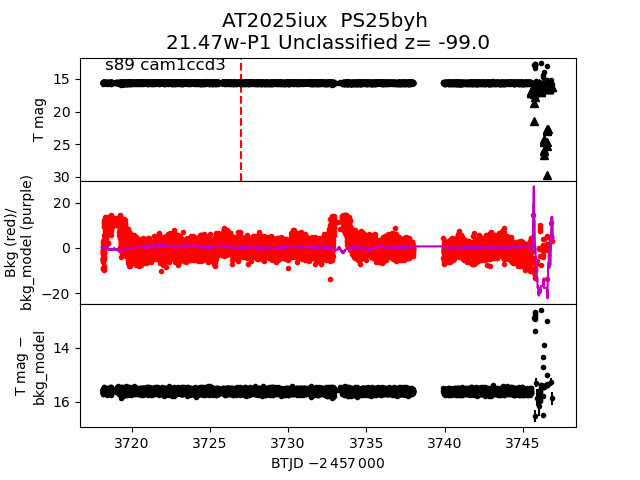 AT2025iux  PS25byh
21.47w-P1 Unclassified z= -99.0
s89 cam1ccd3
T mag
15
20
25
30
Bkg (red)/
bkg_model (purple)
20
0
−20
T mag −
bkg_model
14
16
3720
3725
3730
3735
3740
3745
BTJD −2 457 000